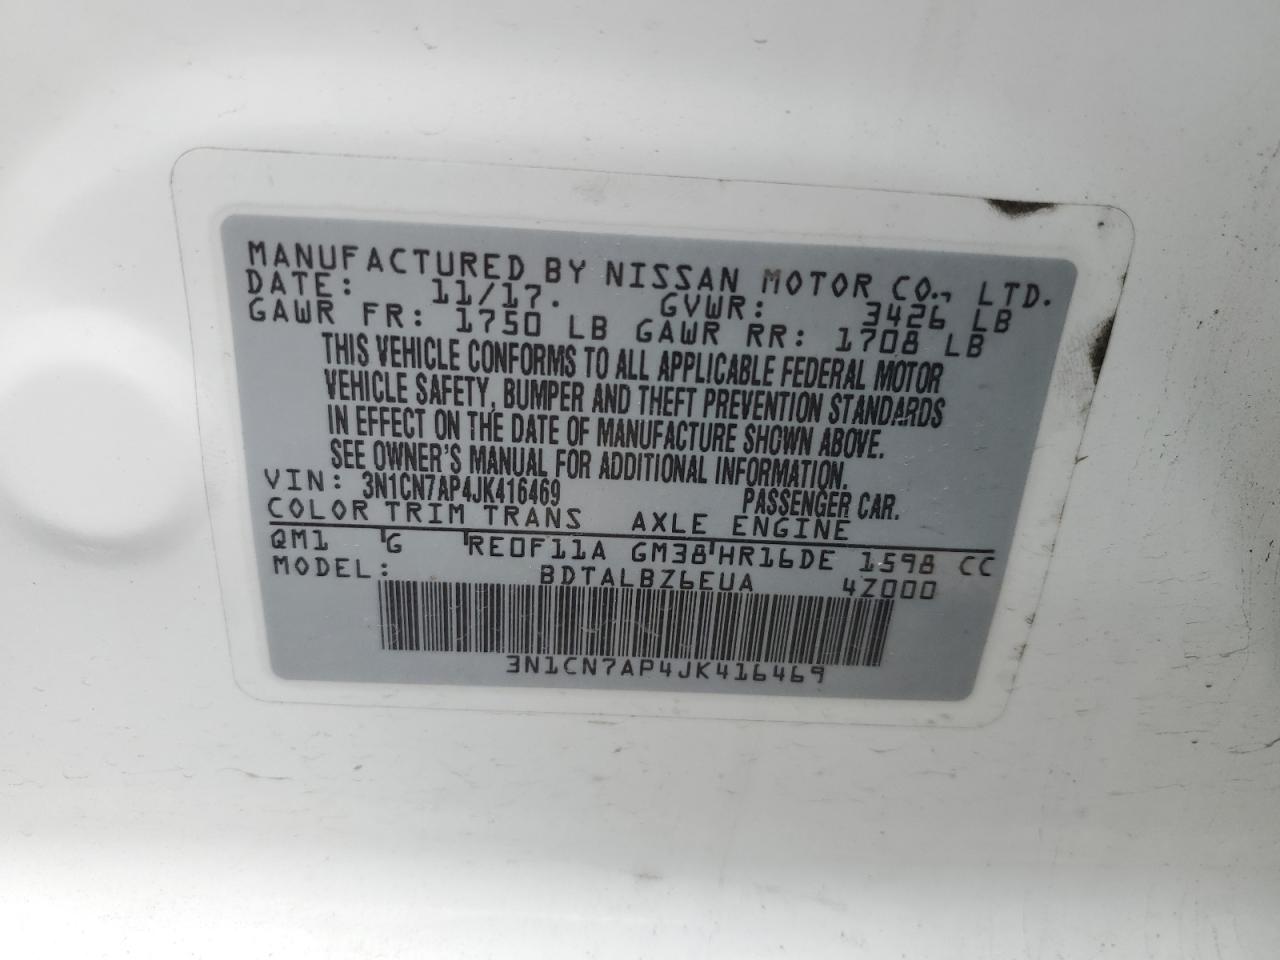 MANUFACTURED BY NISSAN MOTOR CO., LTD.
DATE: 11/17. GVWR: 3426 LB
GAWR FR: 1750 LB GAWR RR: 1708 LB
THIS VEHICLE CONFORMS TO ALL APPLICABLE FEDERAL MOTOR
VEHICLE SAFETY, BUMPER AND THEFT PREVENTION STANDARDS
IN EFFECT ON THE DATE OF MANUFACTURE SHOWN ABOVE.
SEE OWNER'S MANUAL FOR ADDITIONAL INFORMATION.
VIN: 3N1CN7AP4JK416469 PASSENGER CAR.
COLOR TRIM TRANS AXLE ENGINE
QM1 G RE0F11A GM38 HR16DE 1598 CC
MODEL: BDTALBZ6EUA 4Z000
3N1CN7AP4JK416469